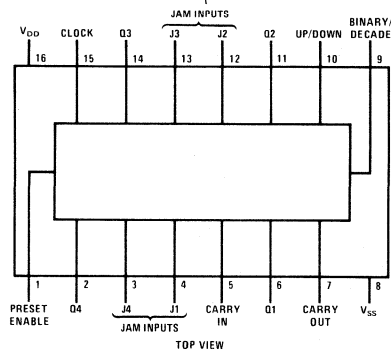 JAM INPUTS
BINARY/
DECADE
V_DD CLOCK Q3 J3 J2 Q2 UP/DOWN
16 15 14 13 12 11 10 9
1 2 3 4 5 6 7 8
PRESET ENABLE Q4 J4 J1 CARRY IN Q1 CARRY OUT V_SS
JAM INPUTS
TOP VIEW